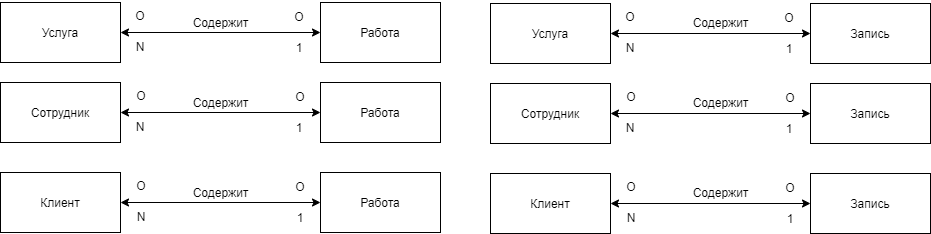 О Содержит О О Содержит О
Услуга Работа Услуга Запись
N 1 N 1
О Содержит О О Содержит О
Сотрудник Работа Сотрудник Запись
N 1 N 1
О Содержит О О Содержит О
Клиент Работа Клиент Запись
N 1 N 1